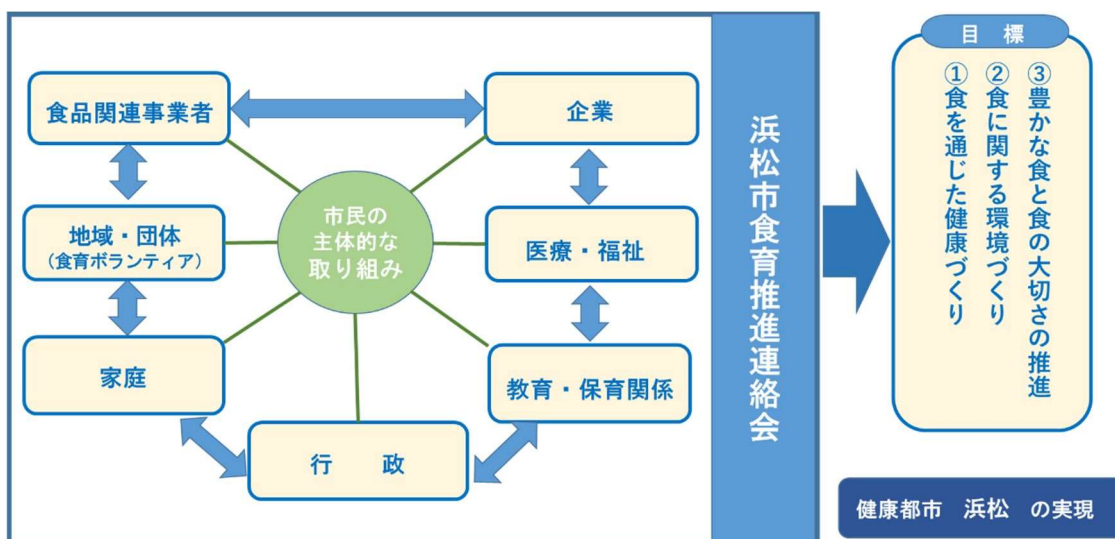 食品関連事業者
企業
市民の
主体的な
取り組み
地域・団体
（食育ボランティア）
医療・福祉
家庭
教育・保育関係
行　政
浜松市食育推進連絡会
目　標
③豊かな食と食の大切さの推進
②食に関する環境づくり
①食を通じた健康づくり
健康都市　浜松　の実現